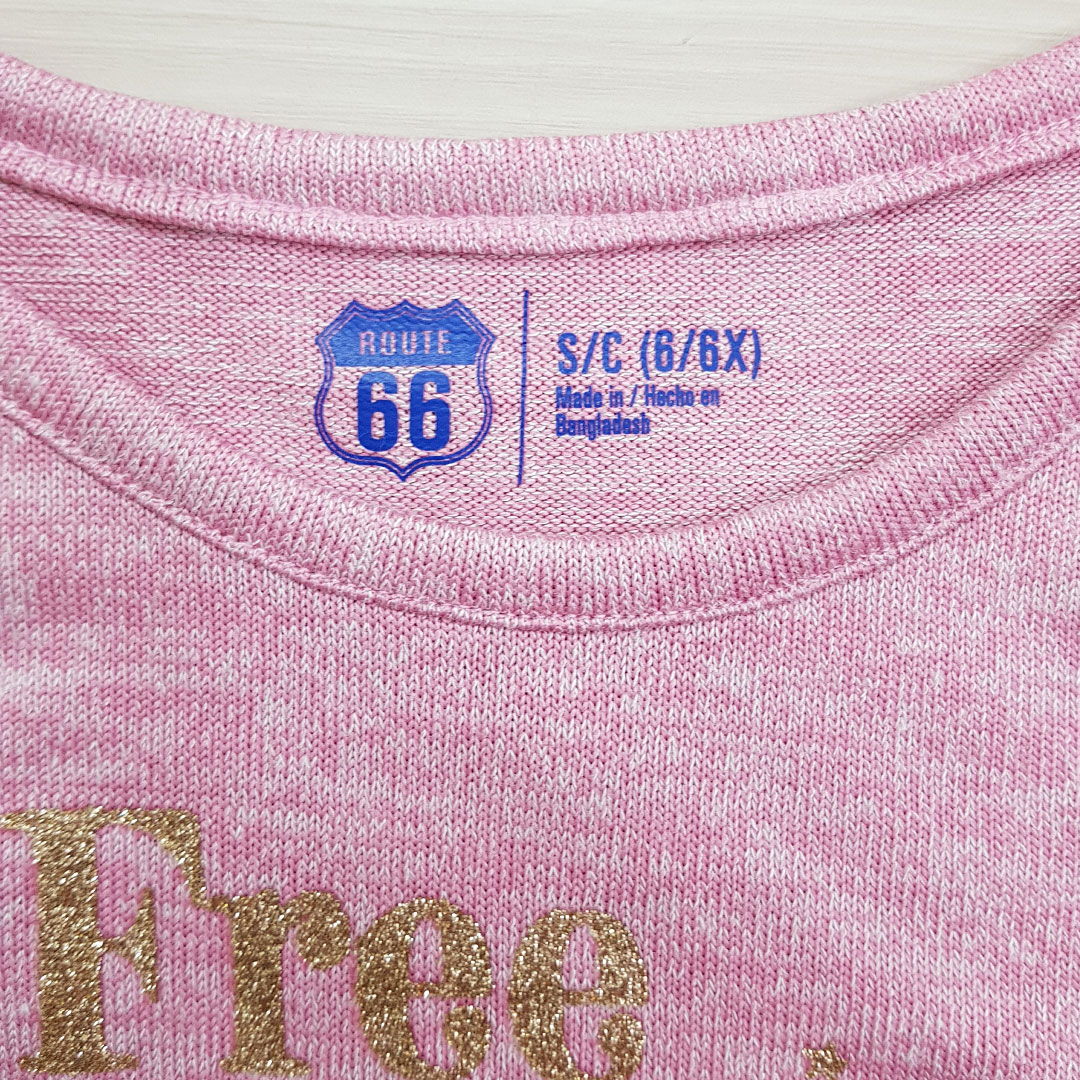 ROUTE
66
S/C (6/6X)
Made in / Hecho en
Bangladesh
Free